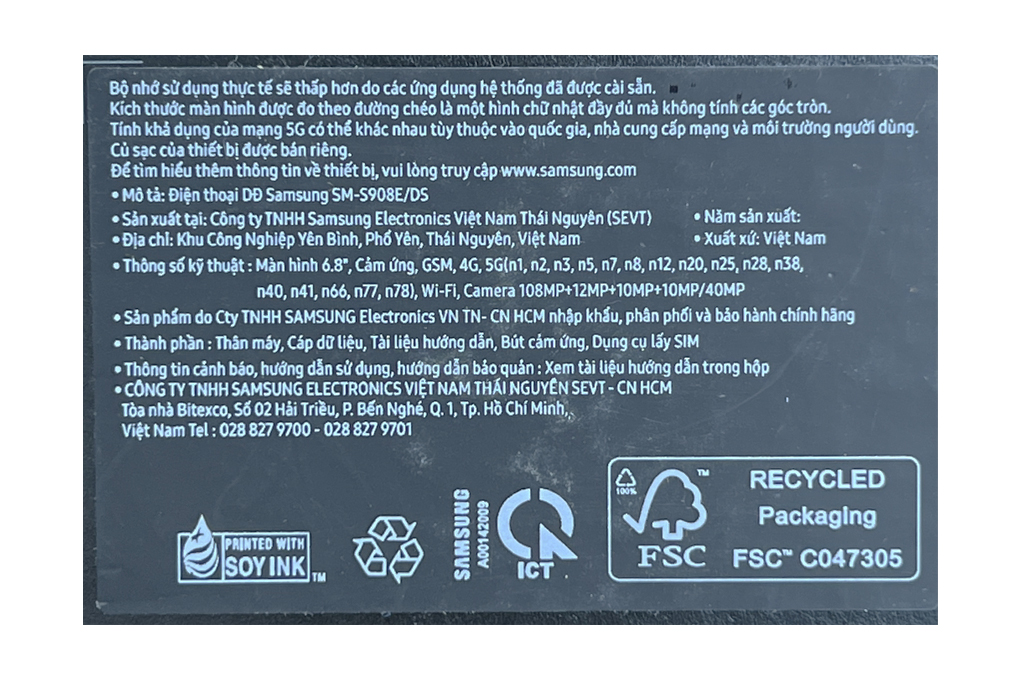 Bộ nhớ sử dụng thực tế sẽ thấp hơn do các ứng dụng hệ thống đã được cài sẵn.
Kích thước màn hình được đo theo đường chéo là một hình chữ nhật đầy đủ mà không tính các góc tròn.
Tính khả dụng của mạng 5G có thể khác nhau tùy thuộc vào quốc gia, nhà cung cấp mạng và môi trường người dùng.
Củ sạc của thiết bị được bán riêng.
Để tìm hiểu thêm thông tin về thiết bị, vui lòng truy cập www.samsung.com
• Mô tả: Điện thoại DĐ Samsung SM-S908E/DS
• Sản xuất tại: Công ty TNHH Samsung Electronics Việt Nam Thái Nguyên (SEVT) • Năm sản xuất:
• Địa chỉ: Khu Công Nghiệp Yên Bình, Phổ Yên, Thái Nguyên, Việt Nam • Xuất xứ: Việt Nam
• Thông số kỹ thuật : Màn hình 6.8", Cảm ứng, GSM, 4G, 5G(n1, n2, n3, n5, n7, n8, n12, n20, n25, n28, n38,
n40, n41, n66, n77, n78), Wi-Fi, Camera 108MP+12MP+10MP+10MP/40MP
• Sản phẩm do Cty TNHH SAMSUNG Electronics VN TN- CN HCM nhập khẩu, phân phối và bảo hành chính hãng
• Thành phần : Thân máy, Cáp dữ liệu, Tài liệu hướng dẫn, Bút cảm ứng, Dụng cụ lấy SIM
• Thông tin cảnh báo, hướng dẫn sử dụng, hướng dẫn bảo quản : Xem tài liệu hướng dẫn trong hộp
• CÔNG TY TNHH SAMSUNG ELECTRONICS VIỆT NAM THÁI NGUYÊN SEVT - CN HCM
Tòa nhà Bitexco, Số 02 Hải Triều, P. Bến Nghé, Q. 1, Tp. Hồ Chí Minh,
Việt Nam Tel : 028 827 9700 - 028 827 9701
PRINTED WITH
SOY INK TM
SAMSUNG
A00142009
ICT
100%
TM
FSC
RECYCLED
Packaging
FSC™ C047305